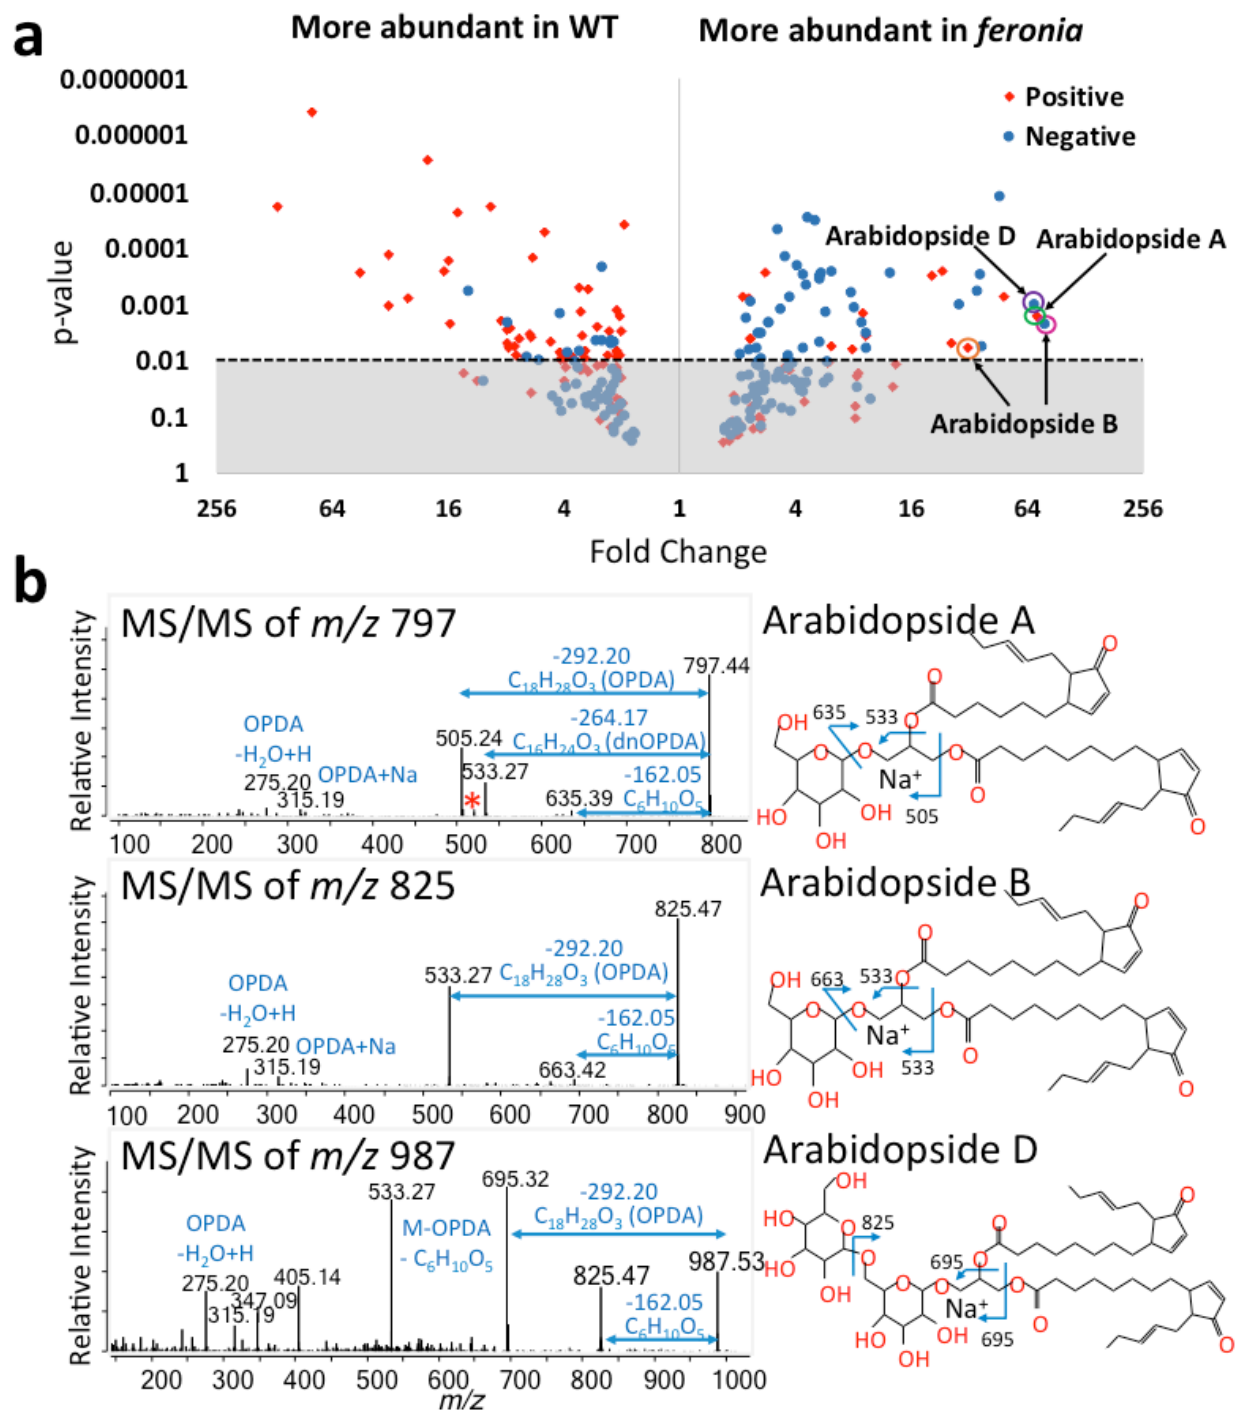 a
More abundant in WT
More abundant in feronia
0.0000001
0.000001
0.00001
0.0001
0.001
0.01
0.1
1
p-value
Positive
Negative
Arabidopside D
Arabidopside A
Arabidopside B
256 64 16 4 1 4 16 64 256
Fold Change
b
MS/MS of m/z 797
Relative Intensity
-292.20
C18H28O3 (OPDA)
797.44
-264.17
C16H24O3 (dnOPDA)
505.24
533.27
*
OPDA
-H2O+H
275.20
OPDA+Na
315.19
635.39
-162.05
C6H10O5
100 200 300 400 500 600 700 800
Arabidopside A
O
O
O
OH
635
533
O
O
O
Na+
O
O
HO
OH
OH
505
MS/MS of m/z 825
Relative Intensity
825.47
-292.20
C18H28O3 (OPDA)
533.27
OPDA
-H2O+H
275.20
OPDA+Na
315.19
-162.05
C6H10O5
663.42
100 200 300 400 500 600 700 800 900
Arabidopside B
O
O
O
OH
663
533
O
O
O
Na+
O
O
HO
OH
OH
533
MS/MS of m/z 987
Relative Intensity
533.27
695.32
-292.20
C18H28O3 (OPDA)
M-OPDA
- C6H10O5
OPDA
-H2O+H
275.20
315.19
347.09
405.14
825.47
987.53
-162.05
C6H10O5
200 300 400 500 600 700 800 900 1000
m/z
Arabidopside D
OH
HO
O
HO
OH
825
O
O
O
O
695
O
O
O
Na+
O
O
HO
OH
OH
695